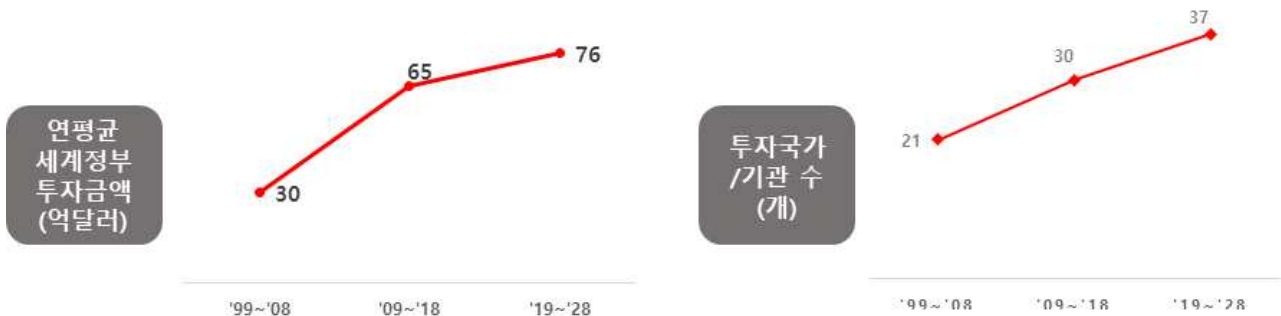 연평균
세계정부
투자금액
(억달러)
30
65
76
'99~'08
'09~'18
'19~'28
투자국가
/기관 수
(개)
21
30
37
'99~'08
'09~'18
'19~'28